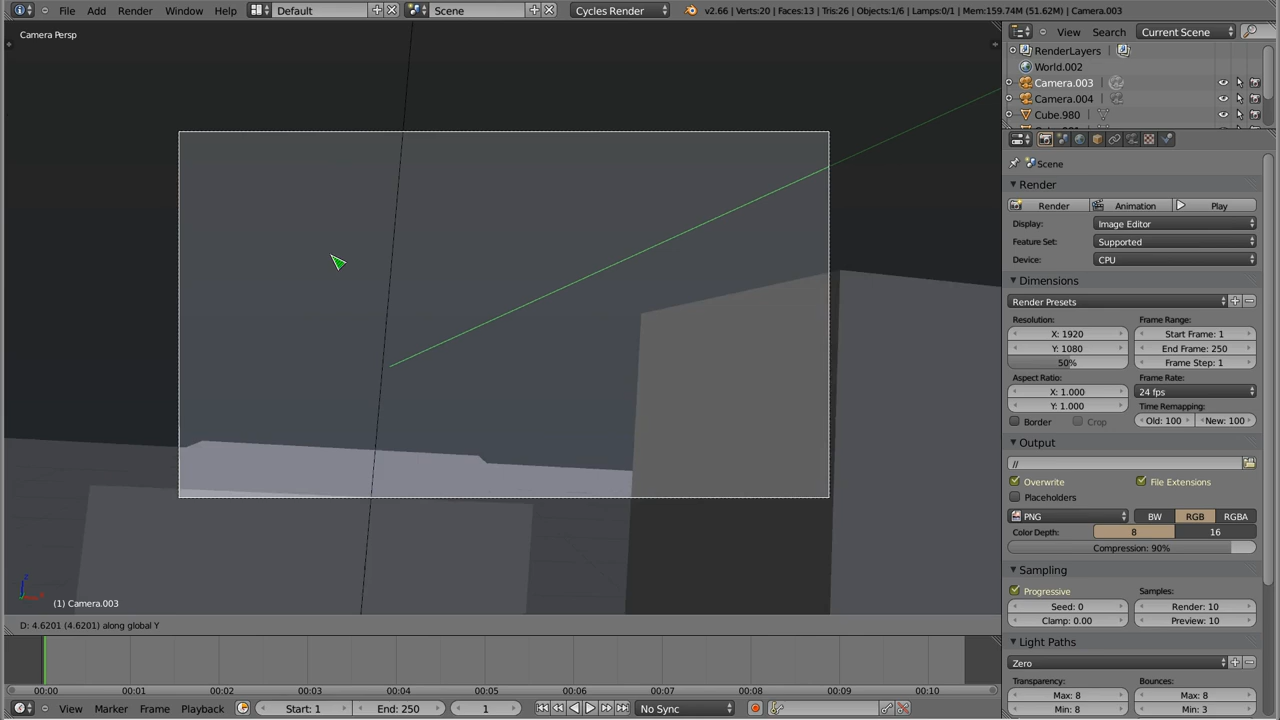 File Add Render Window Help Default Scene Cycles Render v2.66 | Verts:20 | Faces:13 | Tris:26 | Objects:1/6 | Lamps:0/1 | Mem:159.74M (51.62M) | Camera.003
Camera Persp
View Search Current Scene
RenderLayers
World.002
Camera.003
Camera.004
Cube.980
Scene
Render
Render Animation Play
Display: Image Editor
Feature Set: Supported
Device: CPU
Dimensions
Render Presets
Resolution: Frame Range:
X: 1920 Start Frame: 1
Y: 1080 End Frame: 250
50% Frame Step: 1
Aspect Ratio: Frame Rate:
X: 1.000 24 fps
Y: 1.000 Time Remapping:
Border Crop Old: 100 New: 100
Output
//
Overwrite File Extensions
Placeholders
PNG BW RGB RGBA
Color Depth: 8 16
Compression: 90%
Sampling
Progressive Samples:
Seed: 0 Render: 10
Clamp: 0.00 Preview: 10
Light Paths
Zero
Transparency: Bounces:
Max: 8 Max: 8
Min: 8 Min: 3
(1) Camera.003
D: 4.6201 (4.6201) along global Y
00:00 00:01 00:02 00:03 00:04 00:05 00:06 00:07 00:08 00:09 00:10
View Marker Frame Playback Start: 1 End: 250 1 No Sync